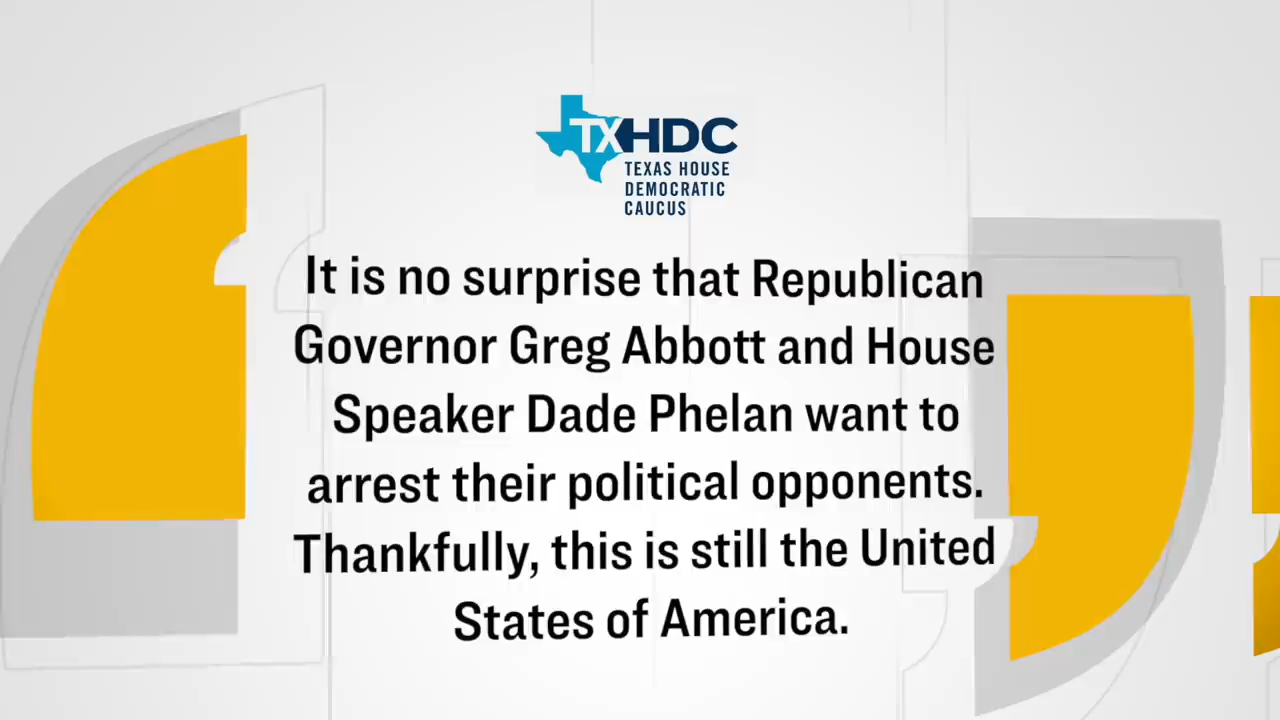 TXHDC
TEXAS HOUSE
DEMOCRATIC
CAUCUS
It is no surprise that Republican
Governor Greg Abbott and House
Speaker Dade Phelan want to
arrest their political opponents.
Thankfully, this is still the United
States of America.